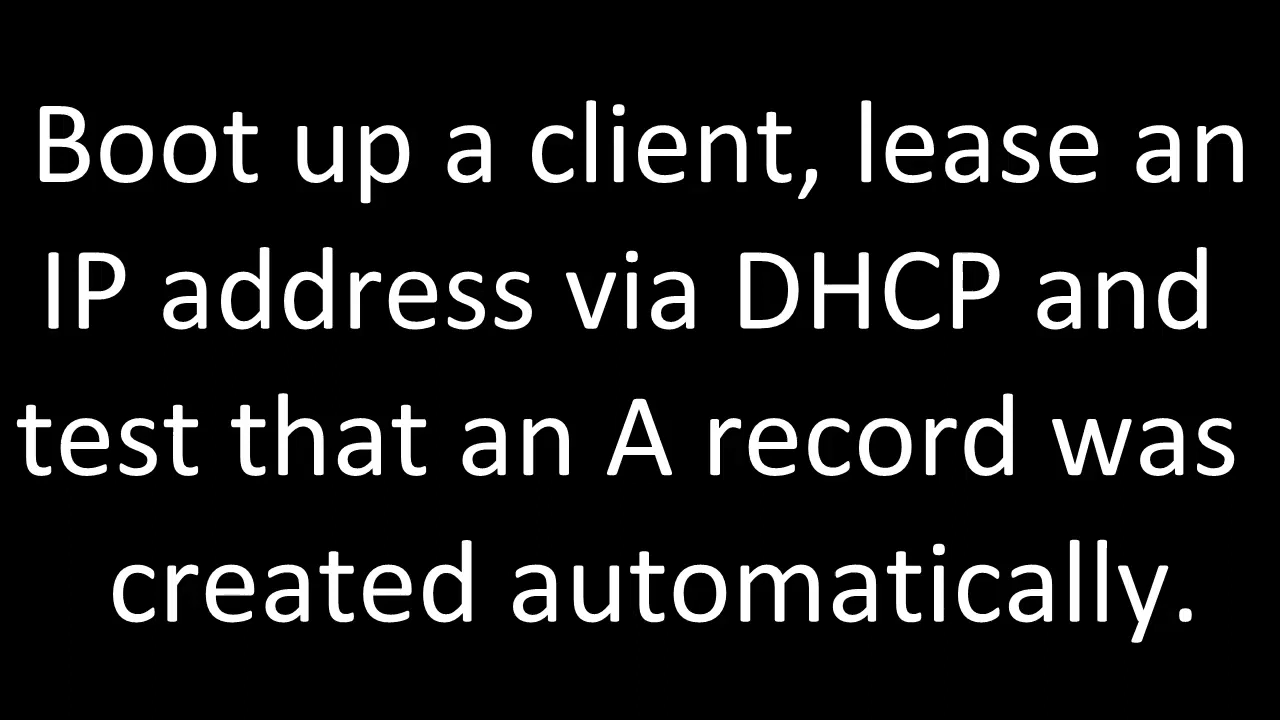 Boot up a client, lease an
IP address via DHCP and
test that an A record was
created automatically.